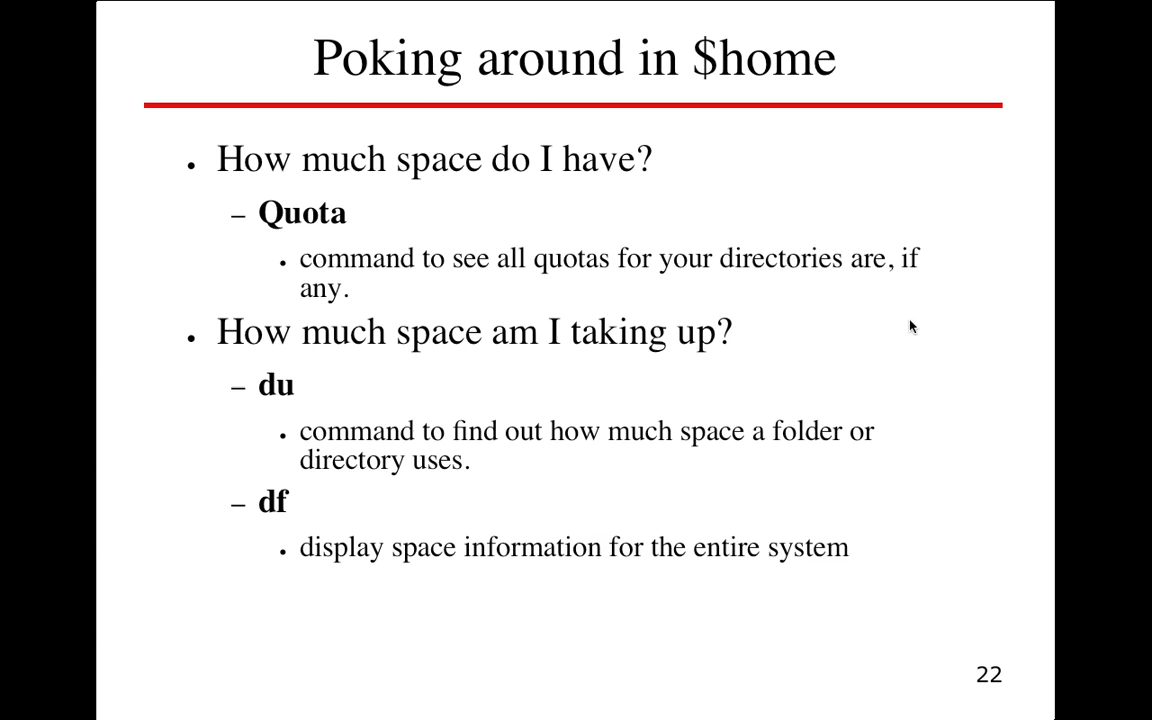 Poking around in $home
• How much space do I have?
– Quota
• command to see all quotas for your directories are, if
any.
• How much space am I taking up?
– du
• command to find out how much space a folder or
directory uses.
– df
• display space information for the entire system
22